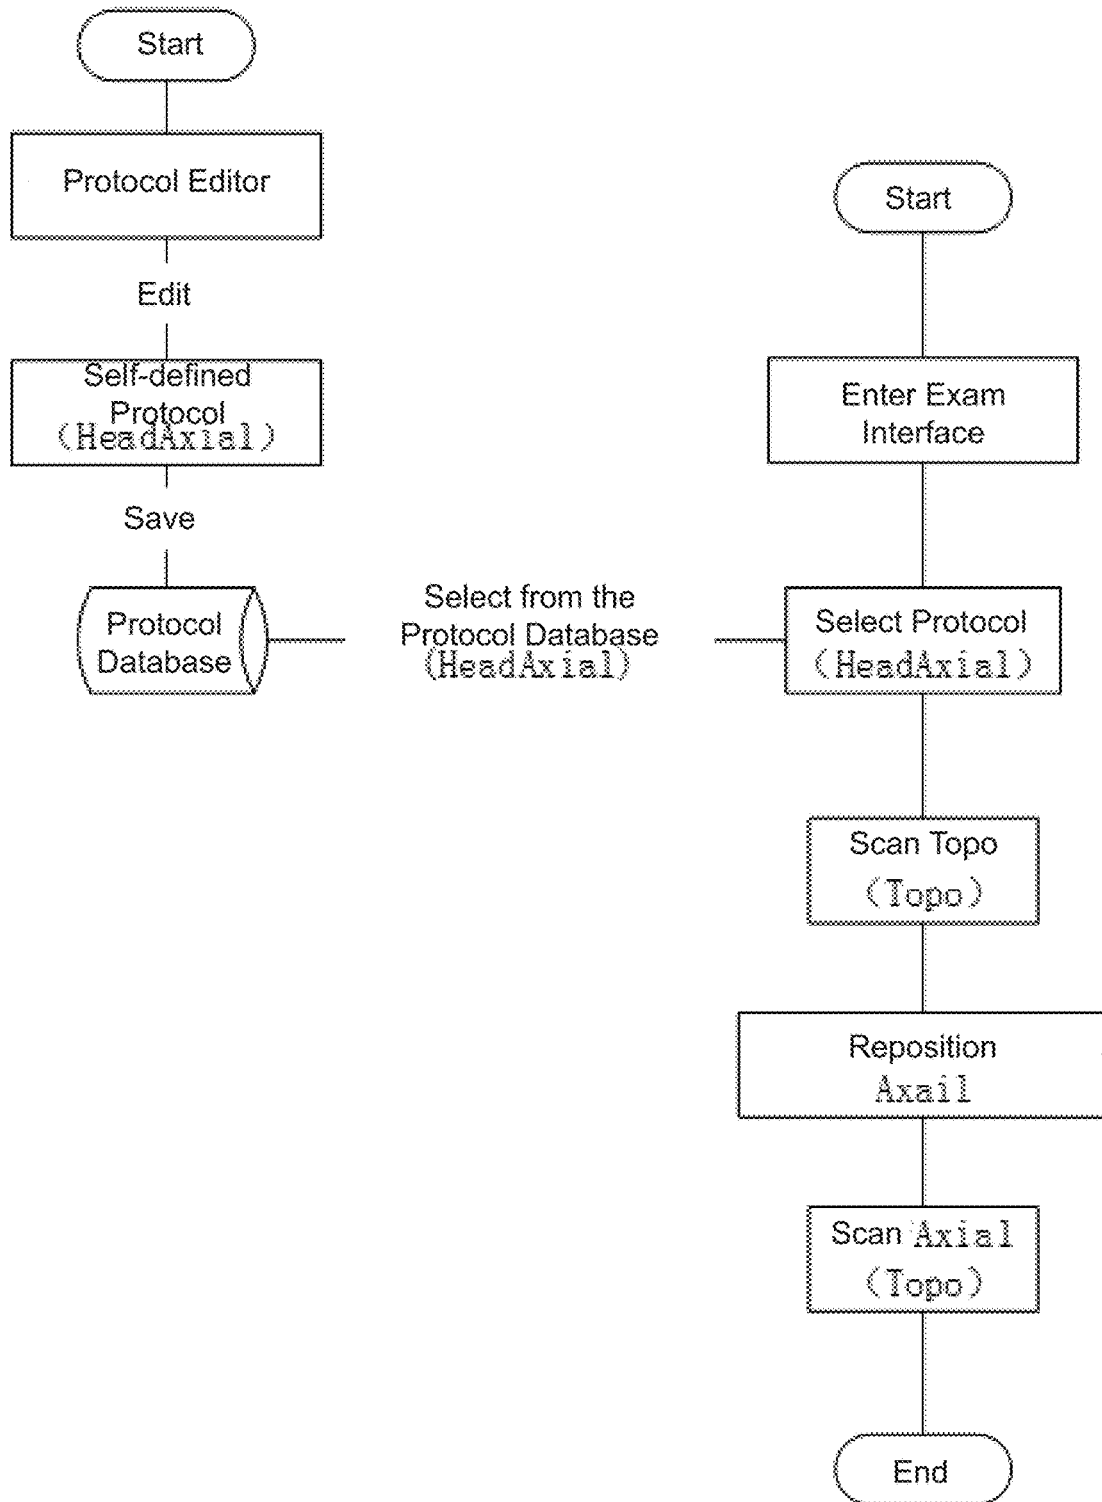 Start
Protocol Editor
Edit
Self-defined
Protocol
(HeadAxial)
Save
Protocol
Database
Select from the
Protocol Database
(HeadAxial)
Start
Enter Exam
Interface
Select Protocol
(HeadAxial)
Scan Topo
(Topo)
Reposition
Axail
Scan Axial
(Topo)
End